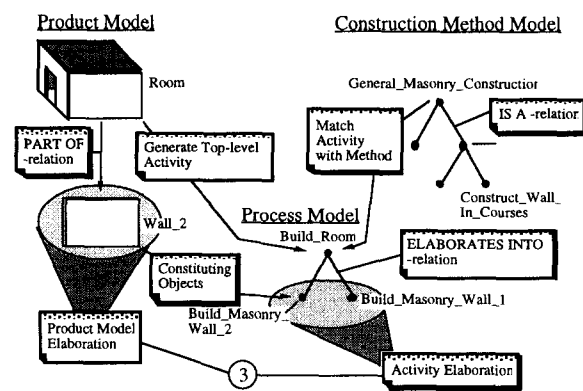 Product Model
Construction Method Model
Room
General_Masonry_Construction
PART OF
-relation
Generate Top-level
Activity
Match
Activity
with Method
IS A -relation
Construct_Wall_
In_Courses
Wall_2
Process Model
Build_Room
ELABORATES INTO
-relation
Constituting
Objects
Build_Masonry_
Wall_2
Build_Masonry_Wall_1
Product Model
Elaboration
3
Activity Elaboration